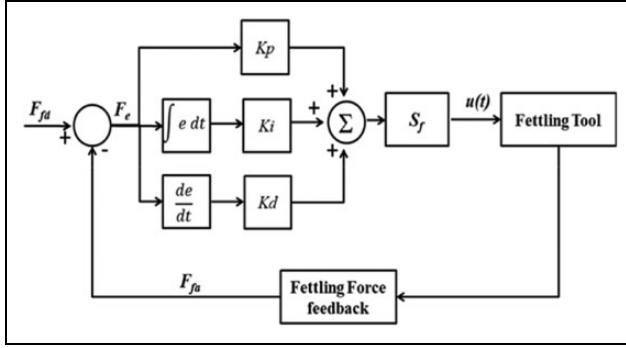 Kp
+
F_fd
+
-
F_e
∫ e dt
Ki
+
Σ
S_f
u(t)
Fettling Tool
+
de
dt
Kd
F_fa
Fettling Force
feedback